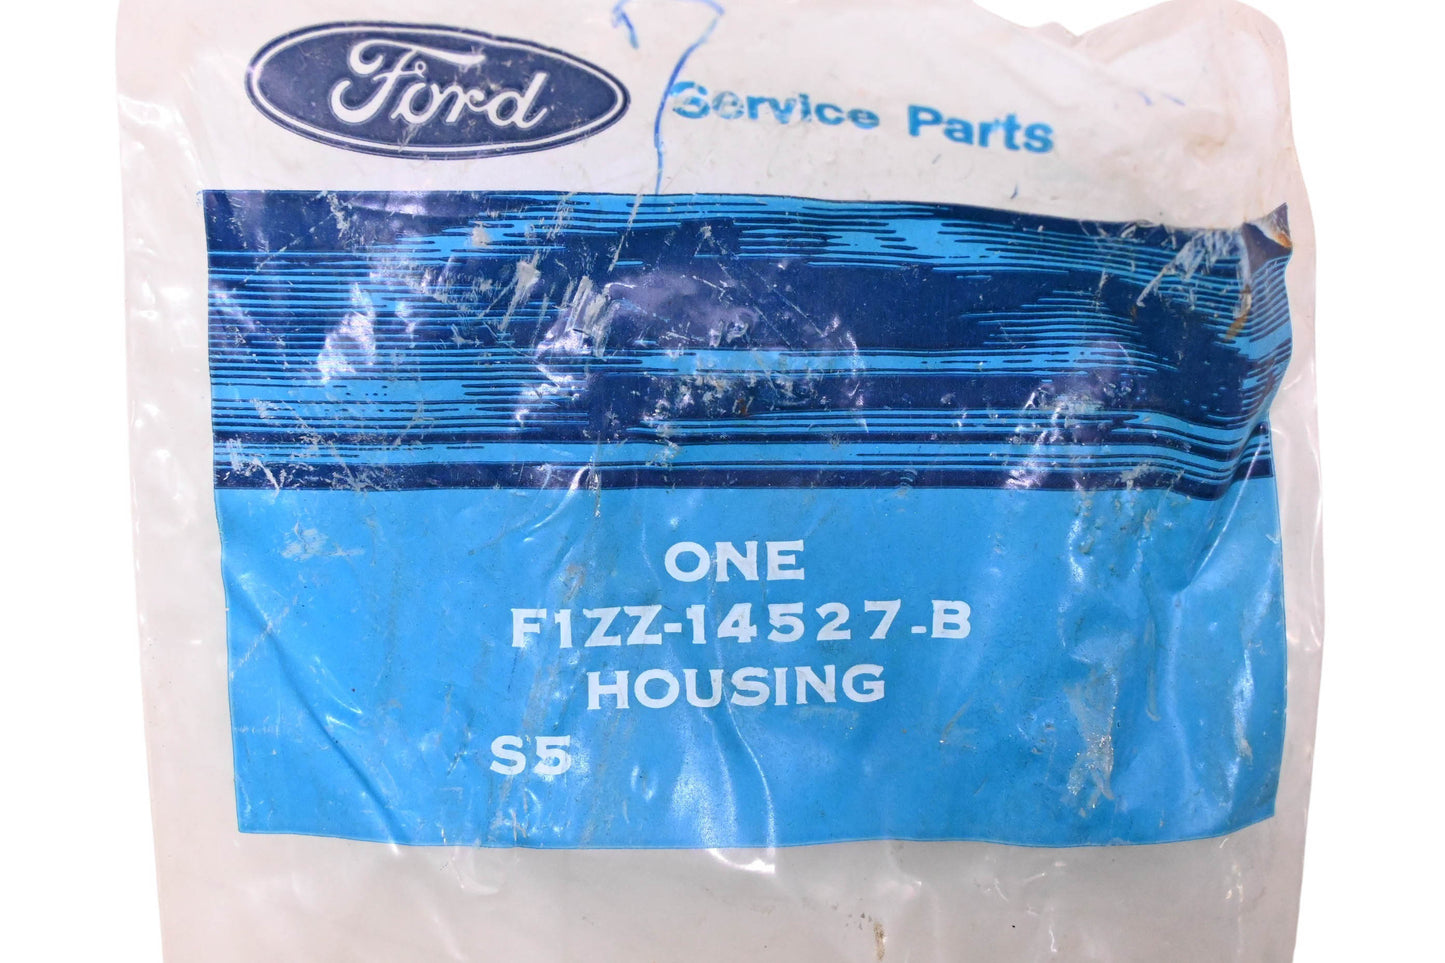 Ford
Service Parts
ONE
F1ZZ-14527-B
HOUSING
S5